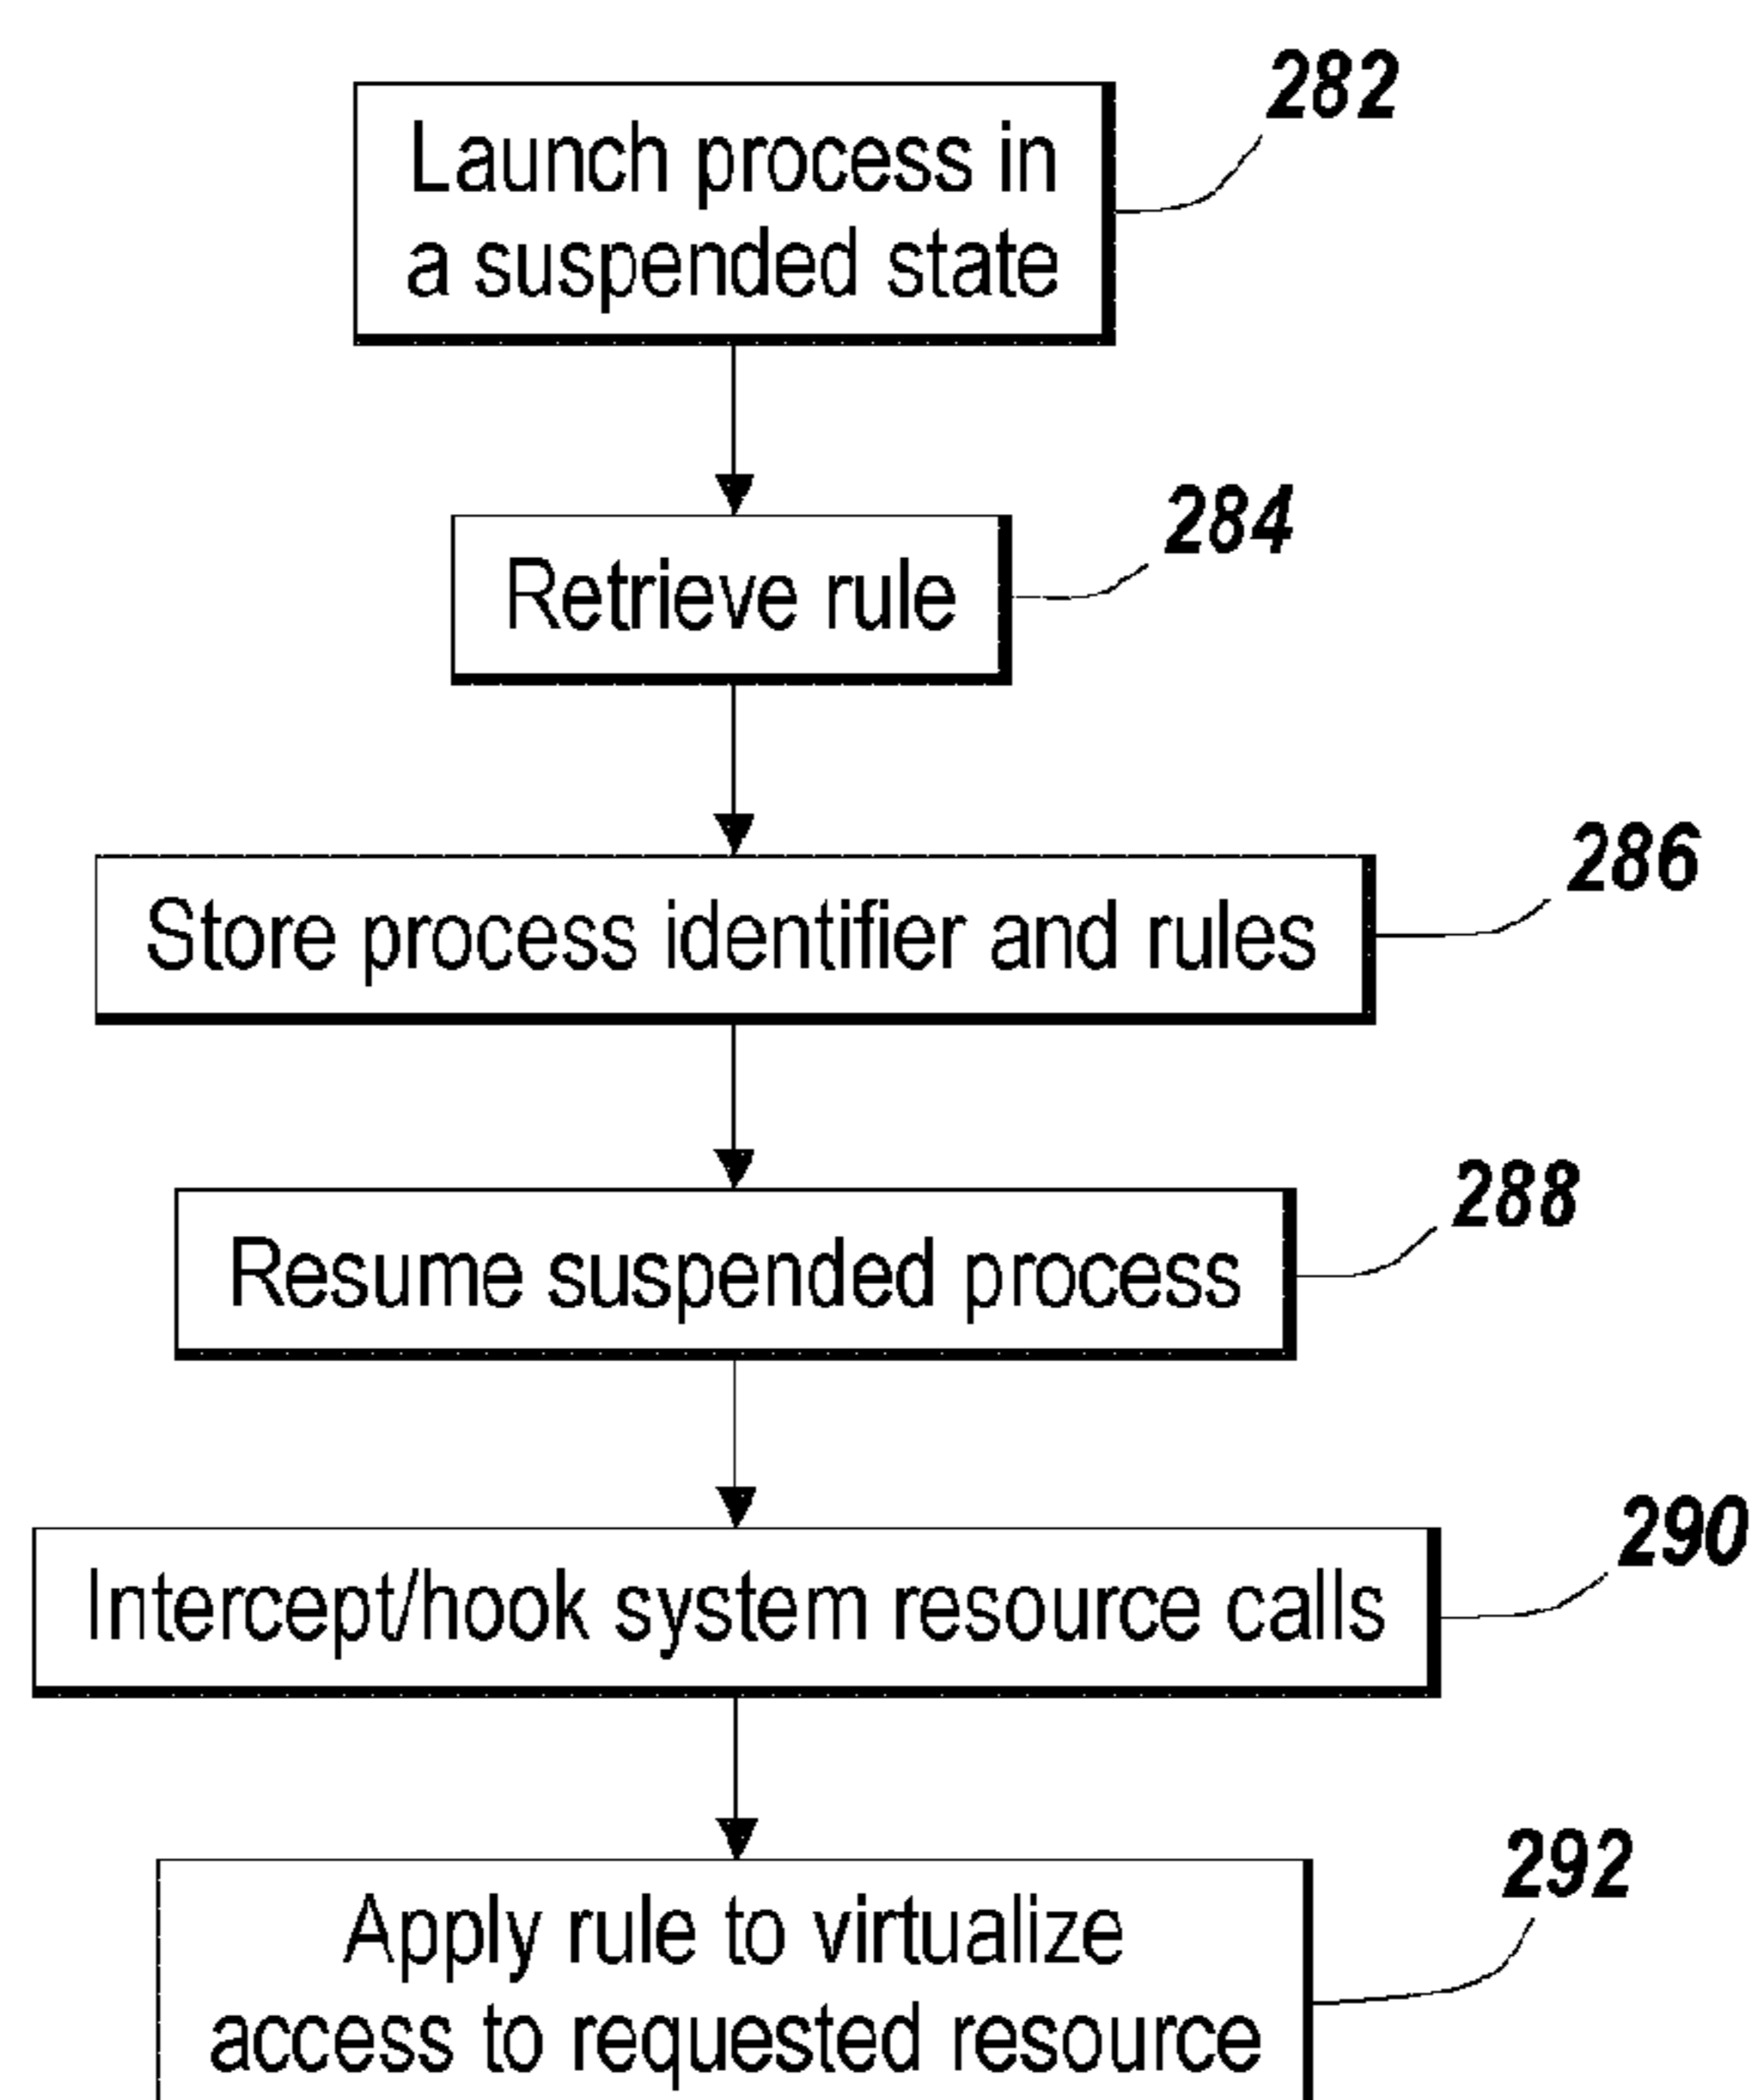 282
Launch process in
a suspended state
284
Retrieve rule
286
Store process identifier and rules
288
Resume suspended process
290
Intercept/hook system resource calls
292
Apply rule to virtualize
access to requested resource